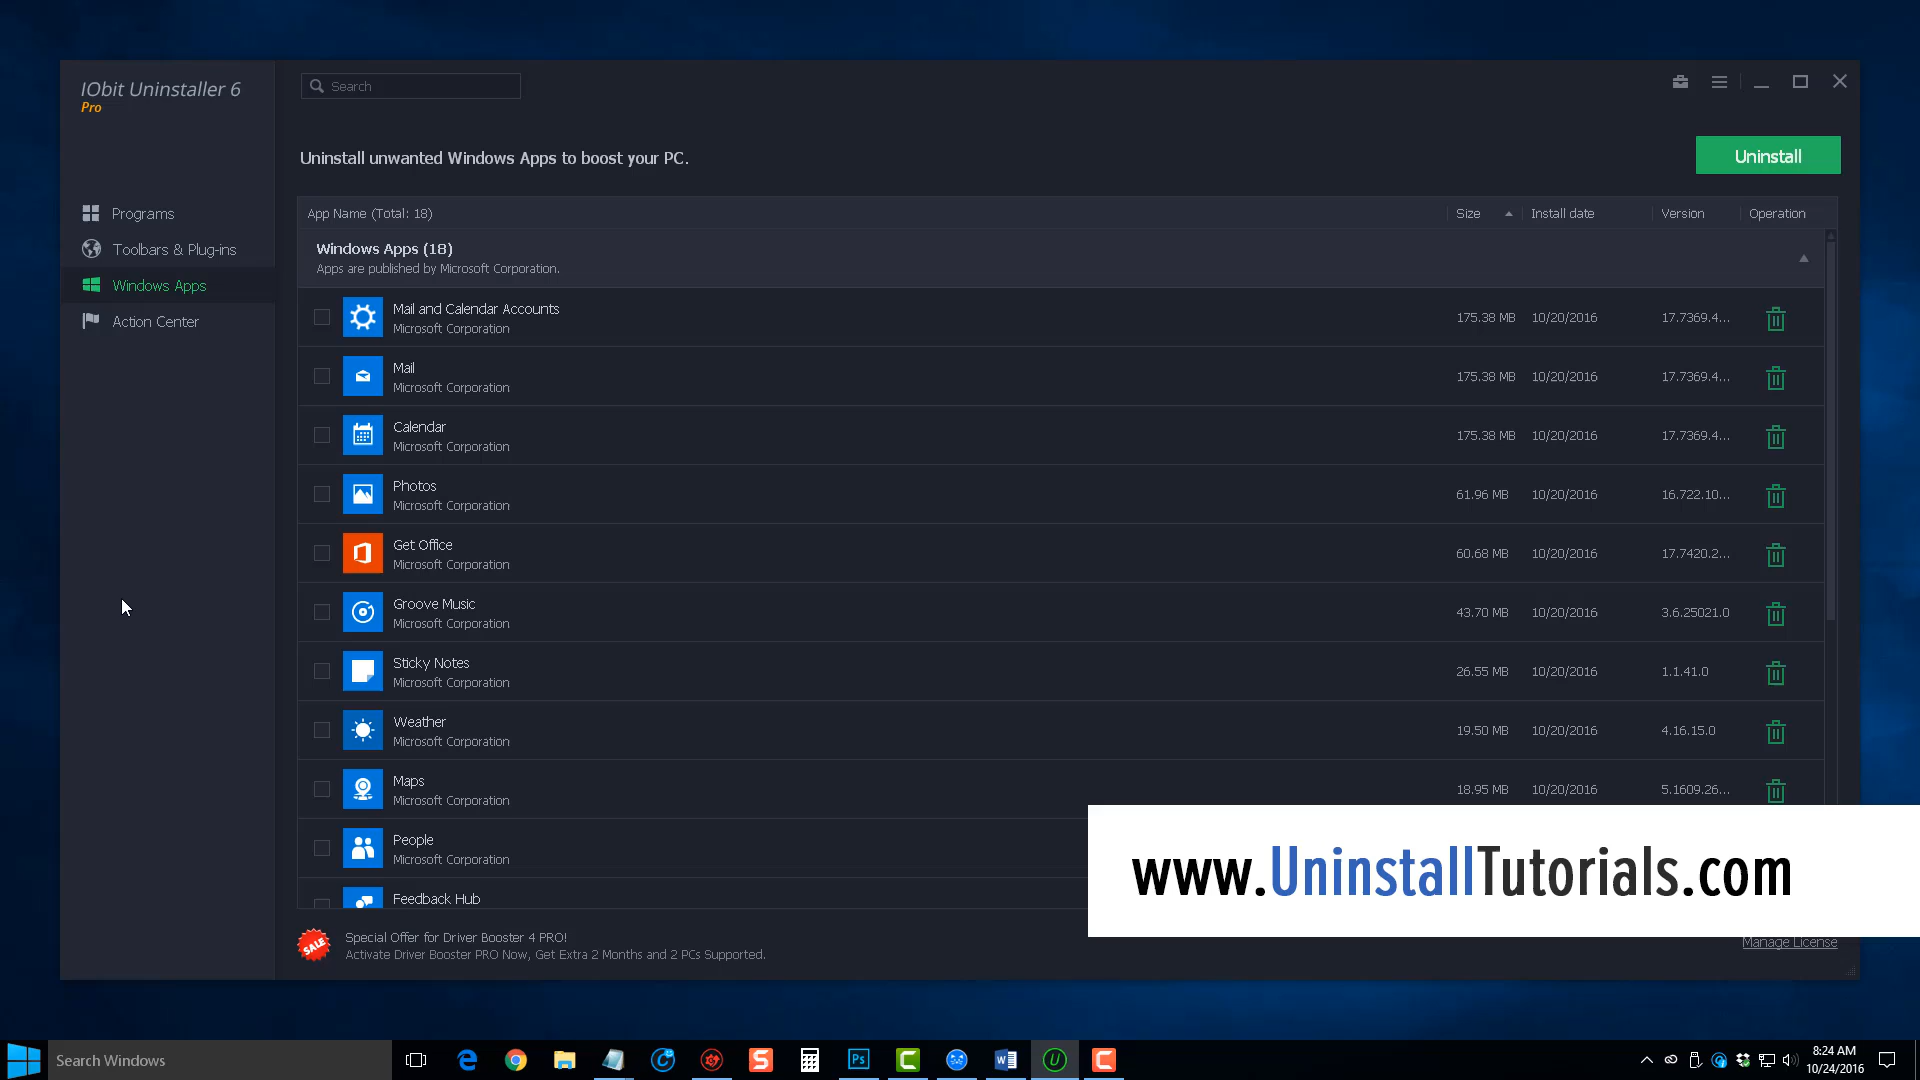 IObit Uninstaller 6
Pro
Search
Uninstall unwanted Windows Apps to boost your PC.
Uninstall
Programs
Toolbars & Plug-ins
Windows Apps
Action Center
App Name (Total: 18) Size Install date Version Operation
Windows Apps (18)
Apps are published by Microsoft Corporation.
Mail and Calendar Accounts
Microsoft Corporation
175.38 MB 10/20/2016 17.7369.4...
Mail
Microsoft Corporation
175.38 MB 10/20/2016 17.7369.4...
Calendar
Microsoft Corporation
175.38 MB 10/20/2016 17.7369.4...
Photos
Microsoft Corporation
61.96 MB 10/20/2016 16.722.10...
Get Office
Microsoft Corporation
60.68 MB 10/20/2016 17.7420.2...
Groove Music
Microsoft Corporation
43.70 MB 10/20/2016 3.6.25021.0
Sticky Notes
Microsoft Corporation
26.55 MB 10/20/2016 1.1.41.0
Weather
Microsoft Corporation
19.50 MB 10/20/2016 4.16.15.0
Maps
Microsoft Corporation
18.95 MB 10/20/2016 5.1609.26...
People
Microsoft Corporation
Feedback Hub
www.UninstallTutorials.com
SALE
Special Offer for Driver Booster 4 PRO!
Activate Driver Booster PRO Now, Get Extra 2 Months and 2 PCs Supported.
Manage License
Search Windows
8:24 AM
10/24/2016